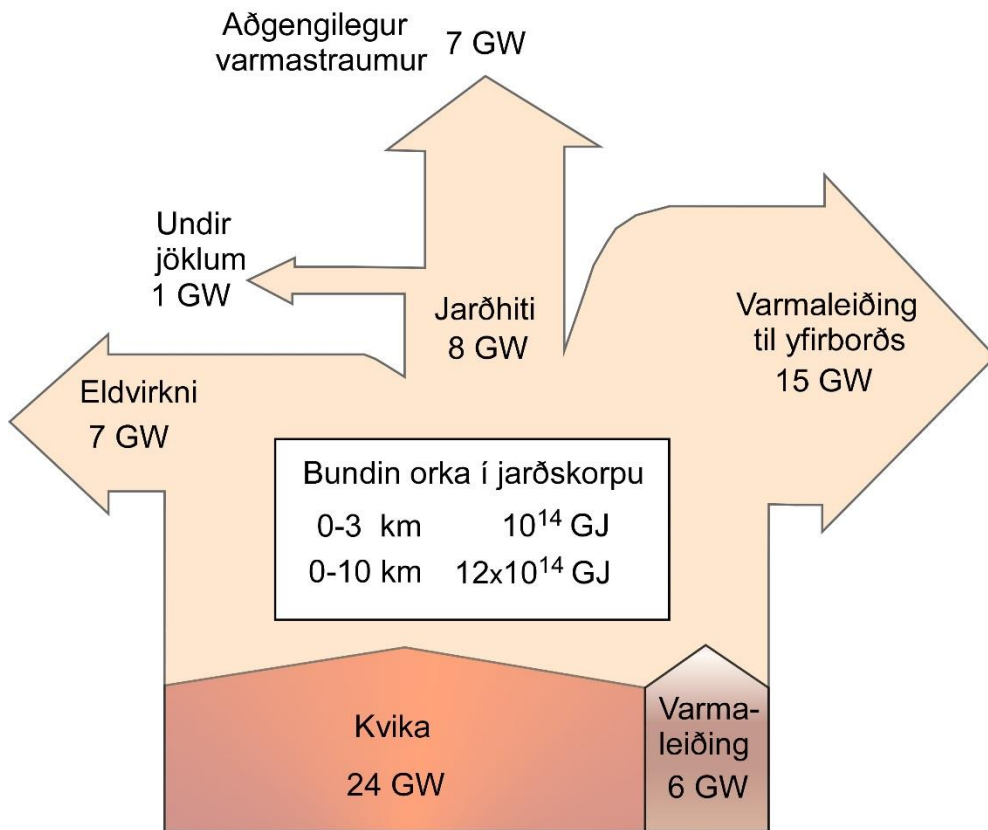 Aðgengilegur
varmastraumur
7 GW
Undir
jöklum
1 GW
Jarðhiti
8 GW
Varmaleiðing
til yfirborðs
15 GW
Eldvirkni
7 GW
Bundin orka í jarðskorpu
0-3 km 10¹⁴ GJ
0-10 km 12x10¹⁴ GJ
Kvika
24 GW
Varma-
leiðing
6 GW